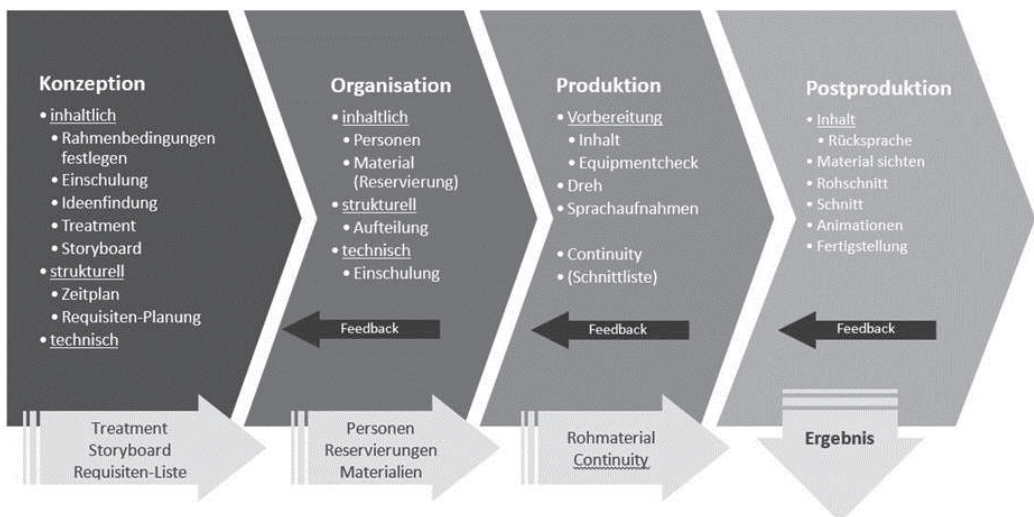 Konzeption
• inhaltlich
• Rahmenbedingungen
festlegen
• Einschulung
• Ideenfindung
• Treatment
• Storyboard
• strukturell
• Zeitplan
• Requisiten-Planung
• technisch
Organisation
• inhaltlich
• Personen
• Material
(Reservierung)
• strukturell
• Aufteilung
• technisch
• Einschulung
Feedback
Produktion
• Vorbereitung
• Inhalt
• Equipmentcheck
• Dreh
• Sprachaufnahmen
• Continuity
• (Schnittliste)
Feedback
Postproduktion
• Inhalt
• Rücksprache
• Material sichten
• Rohschnitt
• Schnitt
• Animationen
• Fertigstellung
Feedback
Treatment
Storyboard
Requisiten-Liste
Personen
Reservierungen
Materialien
Rohmaterial
Continuity
Ergebnis